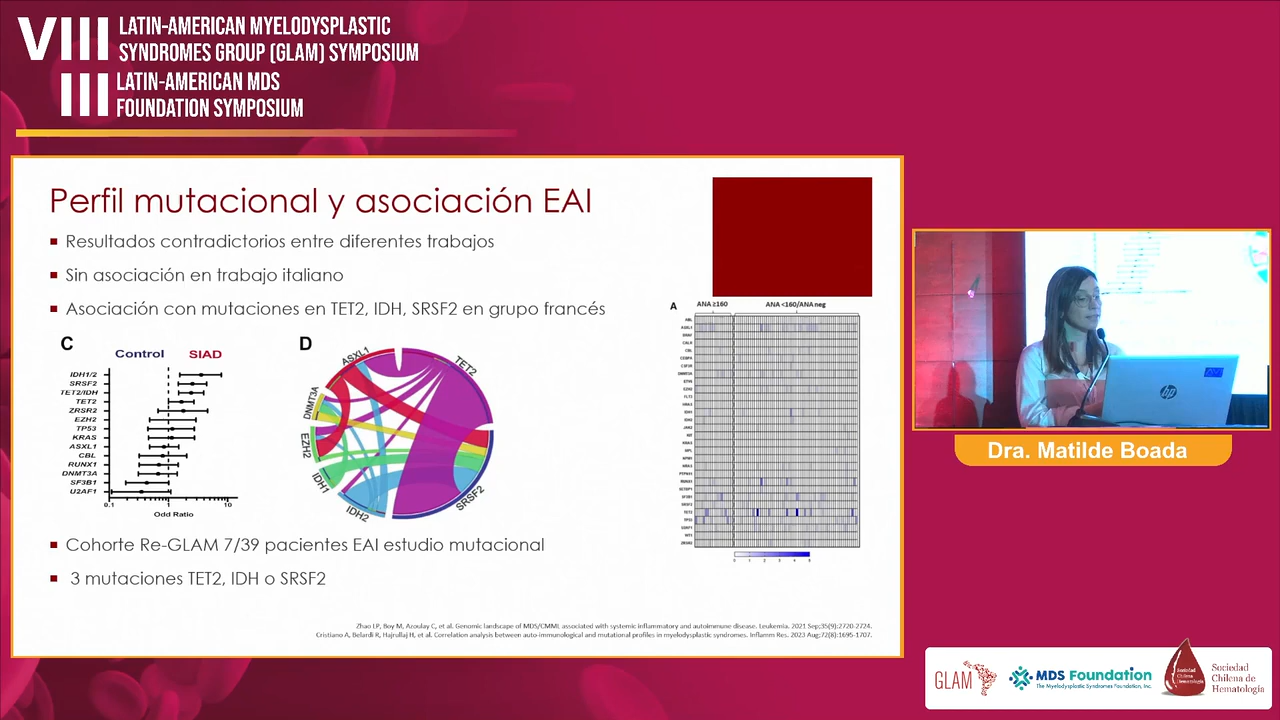 VIII
LATIN-AMERICAN MYELODYSPLASTIC
SYNDROMES GROUP (GLAM) SYMPOSIUM
III
LATIN-AMERICAN MDS
FOUNDATION SYMPOSIUM
Perfil mutacional y asociación EAI
Resultados contradictorios entre diferentes trabajos
Sin asociación en trabajo italiano
Asociación con mutaciones en TET2, IDH, SRSF2 en grupo francés
C
Control SIAD
IDH1/2
SRSF2
TET2/IDH
TET2
ZRSR2
EZH2
TP53
KRAS
ASXL1
CBL
RUNX1
DNMT3A
SF3B1
U2AF1
0.1 1 10
Odd Ratio
D
ASXL1
TET2
DNMT3A
EZH2
IDH1
IDH2
SRSF2
A
ANA ≥160 ANA <160/ANA neg
Cohorte Re-GLAM 7/39 pacientes EAI estudio mutacional
3 mutaciones TET2, IDH o SRSF2
Zhao LP, Boy M, Azoulay C, et al. Genomic landscape of MDS/CMML associated with systemic inflammatory and autoimmune disease. Leukemia. 2021 Sep;35(9):2720-2724.
Cristiano A, Belardi R, Hajrullaj H, et al. Correlation analysis between auto-immunological and mutational profiles in myelodysplastic syndromes. Inflamm Res. 2023 Aug;72(8):1695-1707.
hp
Dra. Matilde Boada
GLAM
MDS Foundation
The Myelodysplastic Syndromes Foundation, Inc.
Sociedad
Chilena de
Hematología